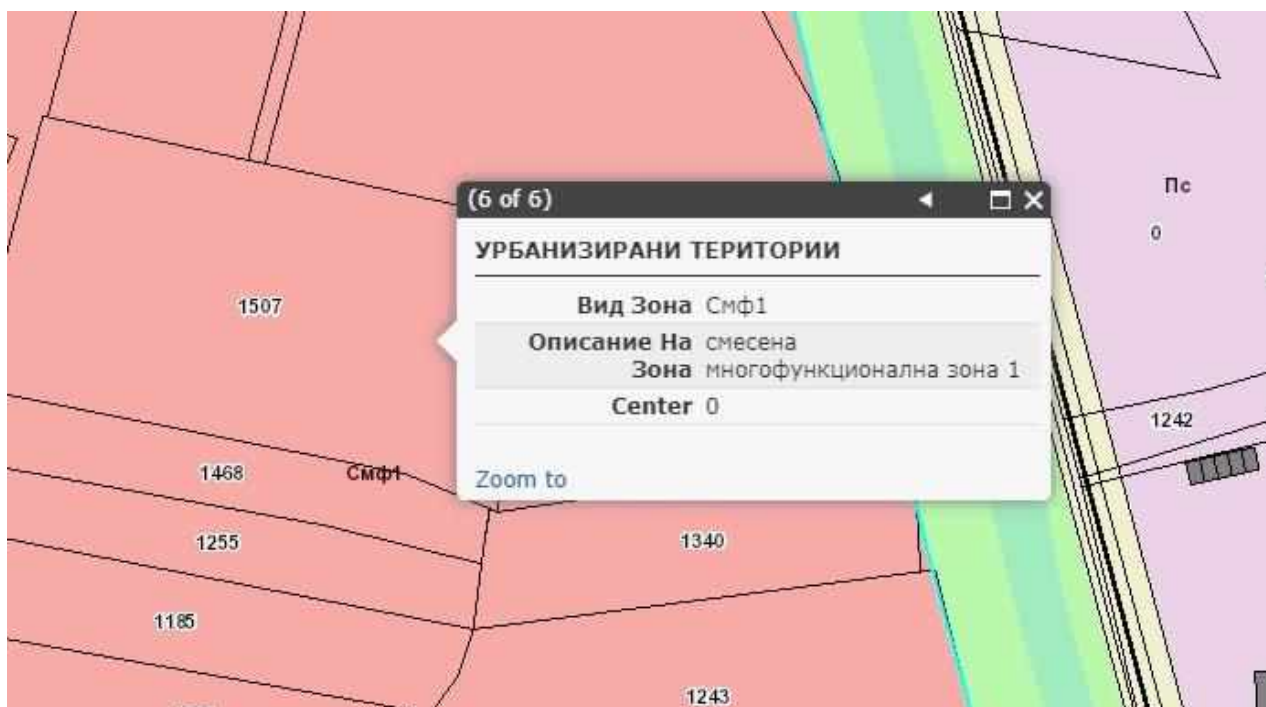 Пс
(6 of 6)
0
УРБАНИЗИРАНИ ТЕРИТОРИИ
1507
Вид Зона Смф1
Описание На смесена
Зона многофункционална зона 1
Center 0
1242
1468
Смф1
Zoom to
1255
1340
1185
1243